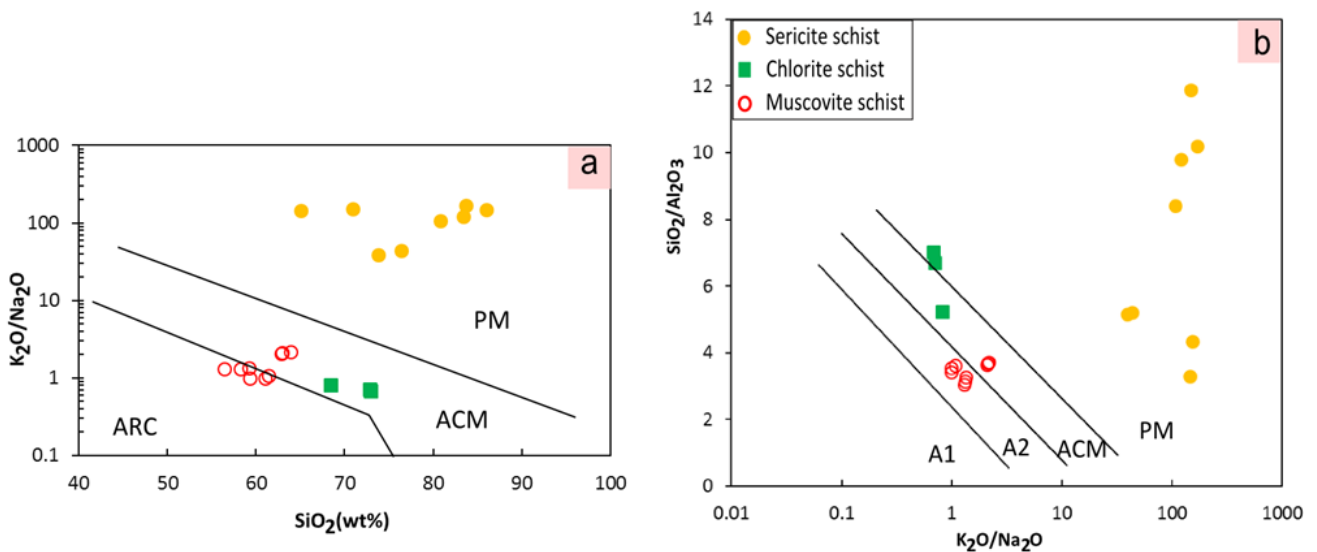 a
1000
100
10
1
0.1
K₂O/Na₂O
PM
ARC
ACM
40 50 60 70 80 90 100
SiO₂(wt%)
b
Sericite schist
Chlorite schist
Muscovite schist
14
12
10
8
6
4
2
0
SiO₂/Al₂O₃
A1
A2
ACM
PM
0.01 0.1 1 10 100 1000
K₂O/Na₂O